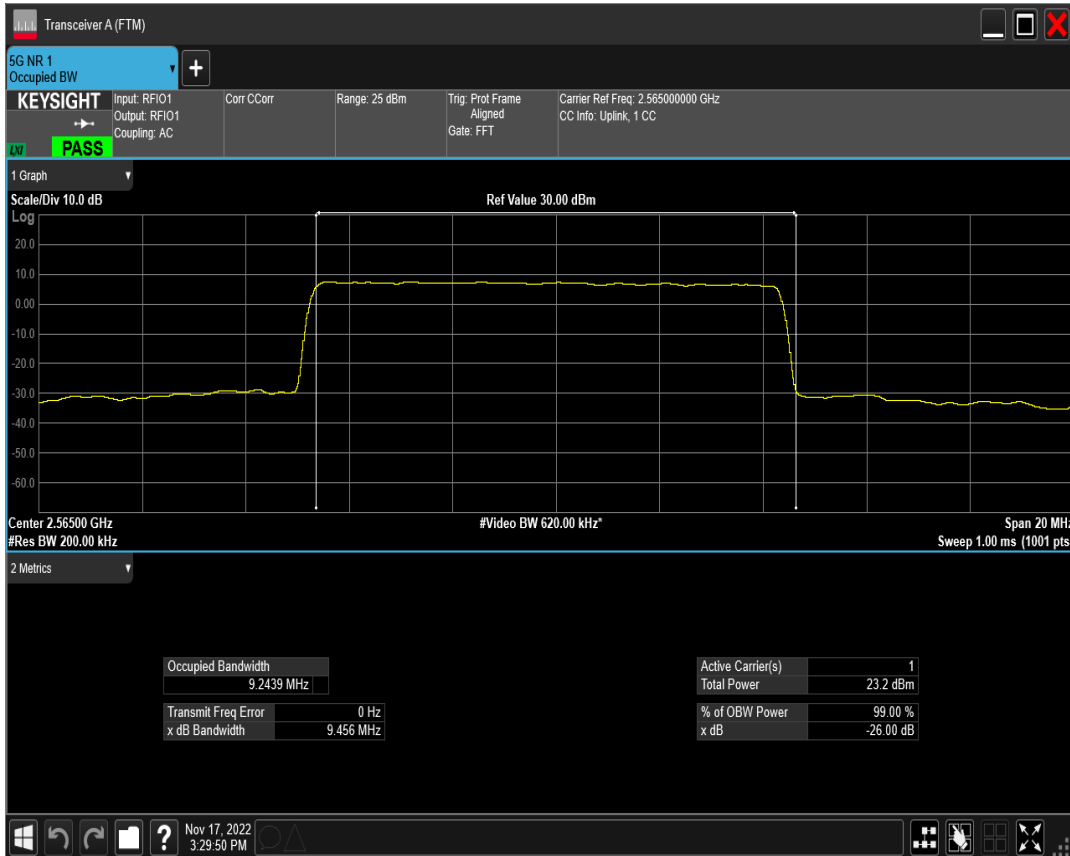 Transceiver A (FTM)
5G NR 1
Occupied BW
+
KEYSIGHT
LXI
PASS
Input: RFIO1
Output: RFIO1
Coupling: AC
Corr CCorr
Range: 25 dBm
Trig: Prot Frame
Aligned
Gate: FFT
Carrier Ref Freq: 2.565000000 GHz
CC Info: Uplink, 1 CC
1 Graph
Scale/Div 10.0 dB
Ref Value 30.00 dBm
Log
20.0
10.0
0.00
-10.0
-20.0
-30.0
-40.0
-50.0
-60.0
Center 2.56500 GHz
#Video BW 620.00 kHz*
Span 20 MHz
#Res BW 200.00 kHz
Sweep 1.00 ms (1001 pts
2 Metrics
Occupied Bandwidth
9.2439 MHz
Transmit Freq Error 0 Hz
x dB Bandwidth 9.456 MHz
Active Carrier(s) 1
Total Power 23.2 dBm
% of OBW Power 99.00 %
x dB -26.00 dB
?
Nov 17, 2022
3:29:50 PM